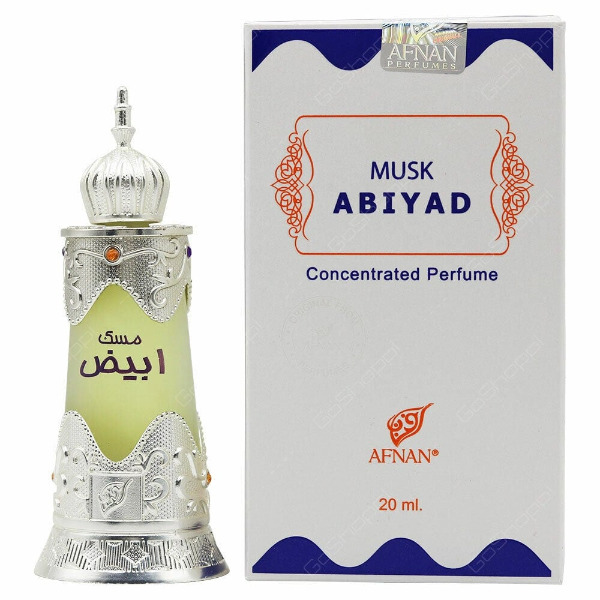 AFNAN
PERFUMES
MUSK
ABIYAD
Concentrated Perfume
مسك
ابيض
AFNAN®
20 ml.